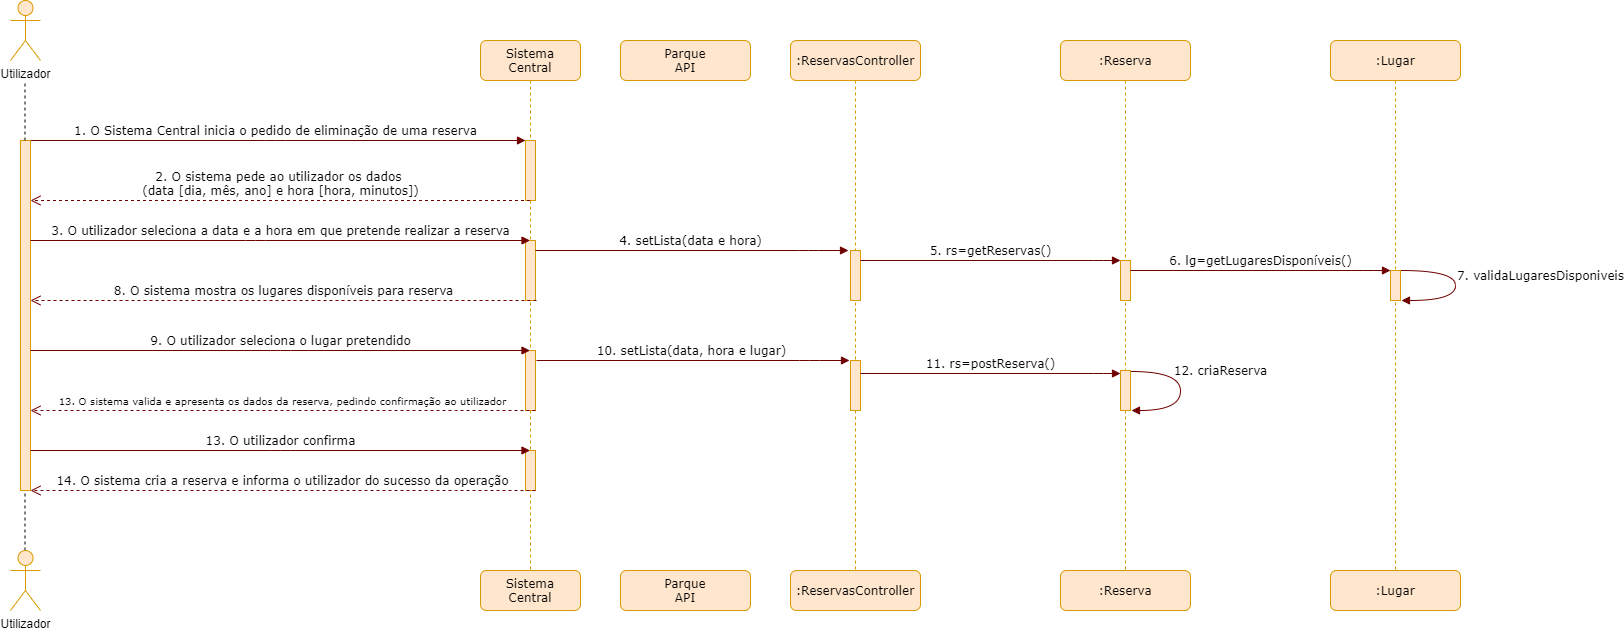 Utilizador
Sistema
Central
Parque
API
:ReservasController
:Reserva
:Lugar
1. O Sistema Central inicia o pedido de eliminação de uma reserva
2. O sistema pede ao utilizador os dados
(data [dia, mês, ano] e hora [hora, minutos])
3. O utilizador seleciona a data e a hora em que pretende realizar a reserva
4. setLista(data e hora)
5. rs=getReservas()
6. lg=getLugaresDisponíveis()
7. validaLugaresDisponiveis
8. O sistema mostra os lugares disponíveis para reserva
9. O utilizador seleciona o lugar pretendido
10. setLista(data, hora e lugar)
11. rs=postReserva()
12. criaReserva
13. O sistema valida e apresenta os dados da reserva, pedindo confirmação ao utilizador
13. O utilizador confirma
14. O sistema cria a reserva e informa o utilizador do sucesso da operação
Sistema
Central
Parque
API
:ReservasController
:Reserva
:Lugar
Utilizador